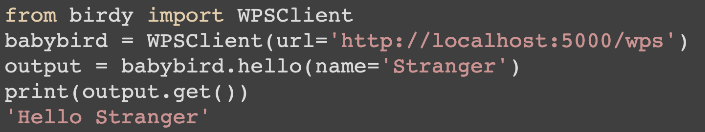 from birdy import WPSClient
babybird = WPSClient(url='http://localhost:5000/wps')
output = babybird.hello(name='Stranger')
print(output.get())
'Hello Stranger'